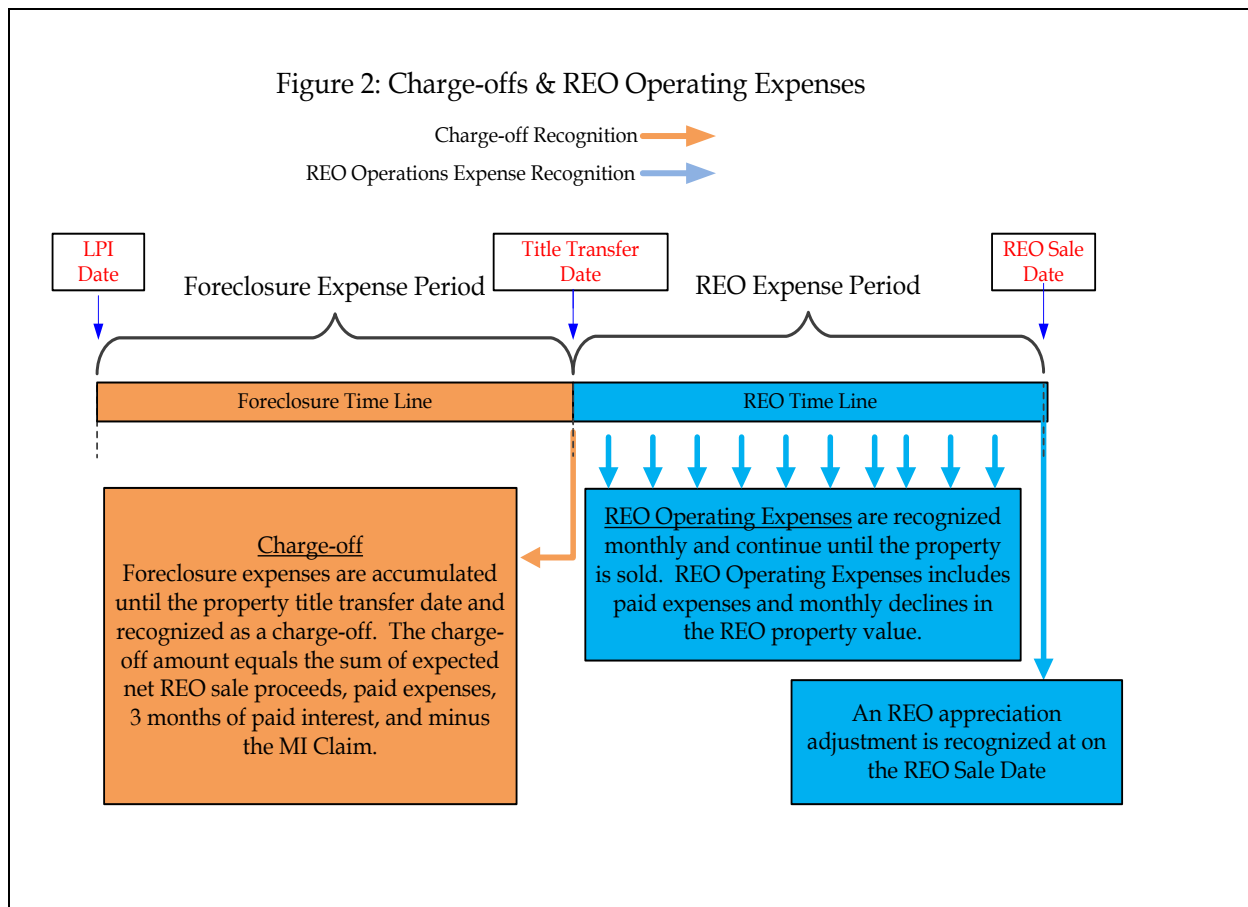 Figure 2: Charge-offs & REO Operating Expenses
Charge-off Recognition
REO Operations Expense Recognition
LPI
Date
Title Transfer
Date
REO Sale
Date
Foreclosure Expense Period
REO Expense Period
Foreclosure Time Line
REO Time Line
Charge-off
Foreclosure expenses are accumulated
until the property title transfer date and
recognized as a charge-off.  The charge-
off amount equals the sum of expected
net REO sale proceeds, paid expenses,
3 months of paid interest, and minus
the MI Claim.
REO Operating Expenses are recognized
monthly and continue until the property
is sold.  REO Operating Expenses includes
paid expenses and monthly declines in
the REO property value.
An REO appreciation
adjustment is recognized at on
the REO Sale Date